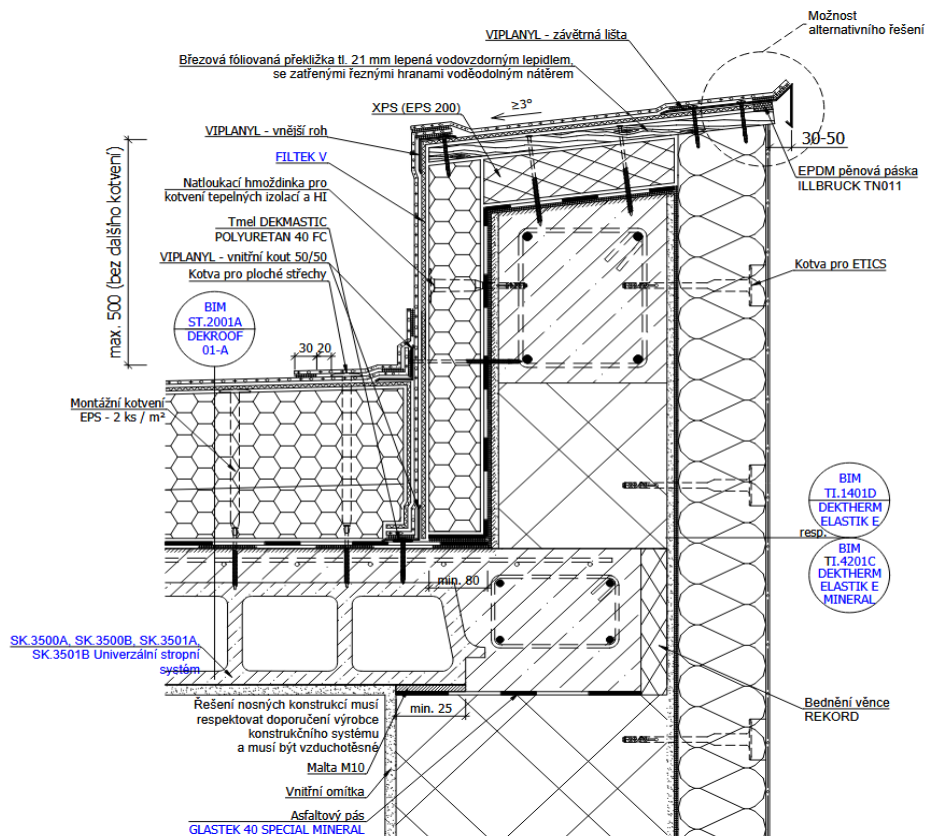 Možnost
alternativního řešení
VIPLANYL - závětrná lišta
Březová fóliovaná překližka tl. 21 mm lepená vodovzdorným lepidlem,
se zatřenými řeznými hranami voděodolným nátěrem
XPS (EPS 200)
≥3°
30-50
VIPLANYL - vnější roh
FILTEK V
EPDM pěnová páska
ILLBRUCK TN011
Natloukací hmoždinka pro
kotvení tepelných izolací a HI
Tmel DEKMASTIC
POLYURETAN 40 FC
VIPLANYL - vnitřní kout 50/50
Kotva pro ploché střechy
Kotva pro ETICS
max. 500 (bez dalšího kotvení)
BIM
ST.2001A
DEKROOF
01-A
30 20
Montážní kotvení
EPS - 2 ks / m²
BIM
TI.1401D
DEKTHERM
ELASTIK E
resp.
BIM
TI.4201C
DEKTHERM
ELASTIK E
MINERAL
min. 80
SK.3500A, SK.3500B, SK.3501A,
SK.3501B Univerzální stropní
systém
Řešení nosných konstrukcí musí
respektovat doporučení výrobce
konstrukčního systému
a musí být vzduchotěsné
min. 25
Bednění věnce
REKORD
Malta M10
Vnitřní omítka
Asfaltový pás
GLASTEK 40 SPECIAL MINERAL